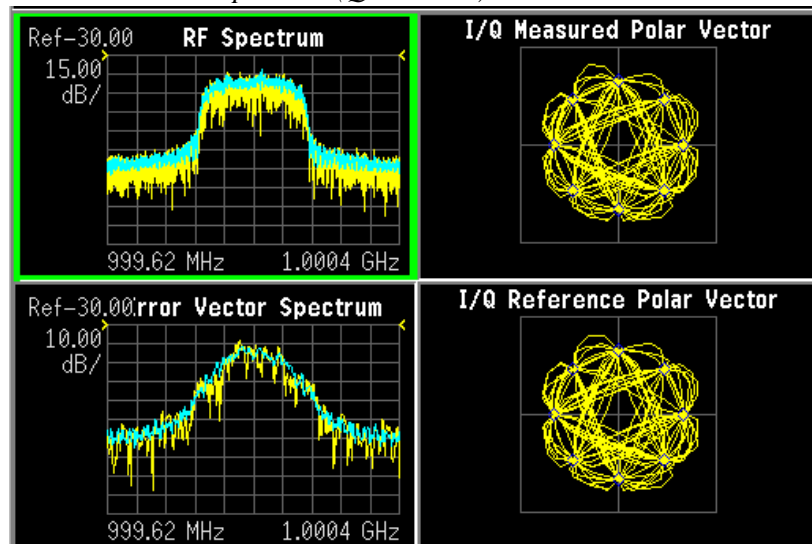 Ref-30.00 RF Spectrum
15.00
dB/
999.62 MHz 1.0004 GHz
I/Q Measured Polar Vector
Ref-30.00 rror Vector Spectrum
10.00
dB/
999.62 MHz 1.0004 GHz
I/Q Reference Polar Vector